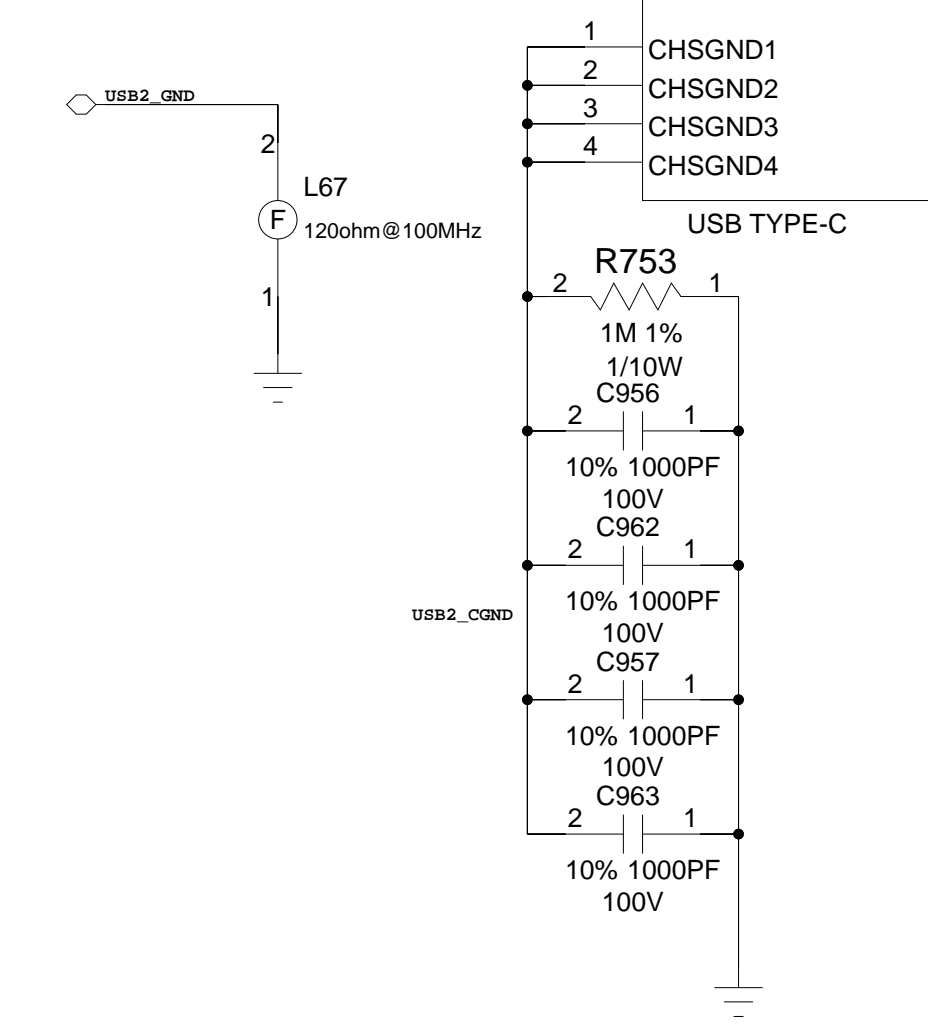 USB2_GND
2
L67
F
120ohm@100MHz
1
1
CHSGND1
2
CHSGND2
3
CHSGND3
4
CHSGND4
USB TYPE-C
R753
2
1
1M 1%
1/10W
C956
2
1
10% 1000PF
100V
C962
2
1
10% 1000PF
USB2_CGND
100V
C957
2
1
10% 1000PF
100V
C963
2
1
10% 1000PF
100V